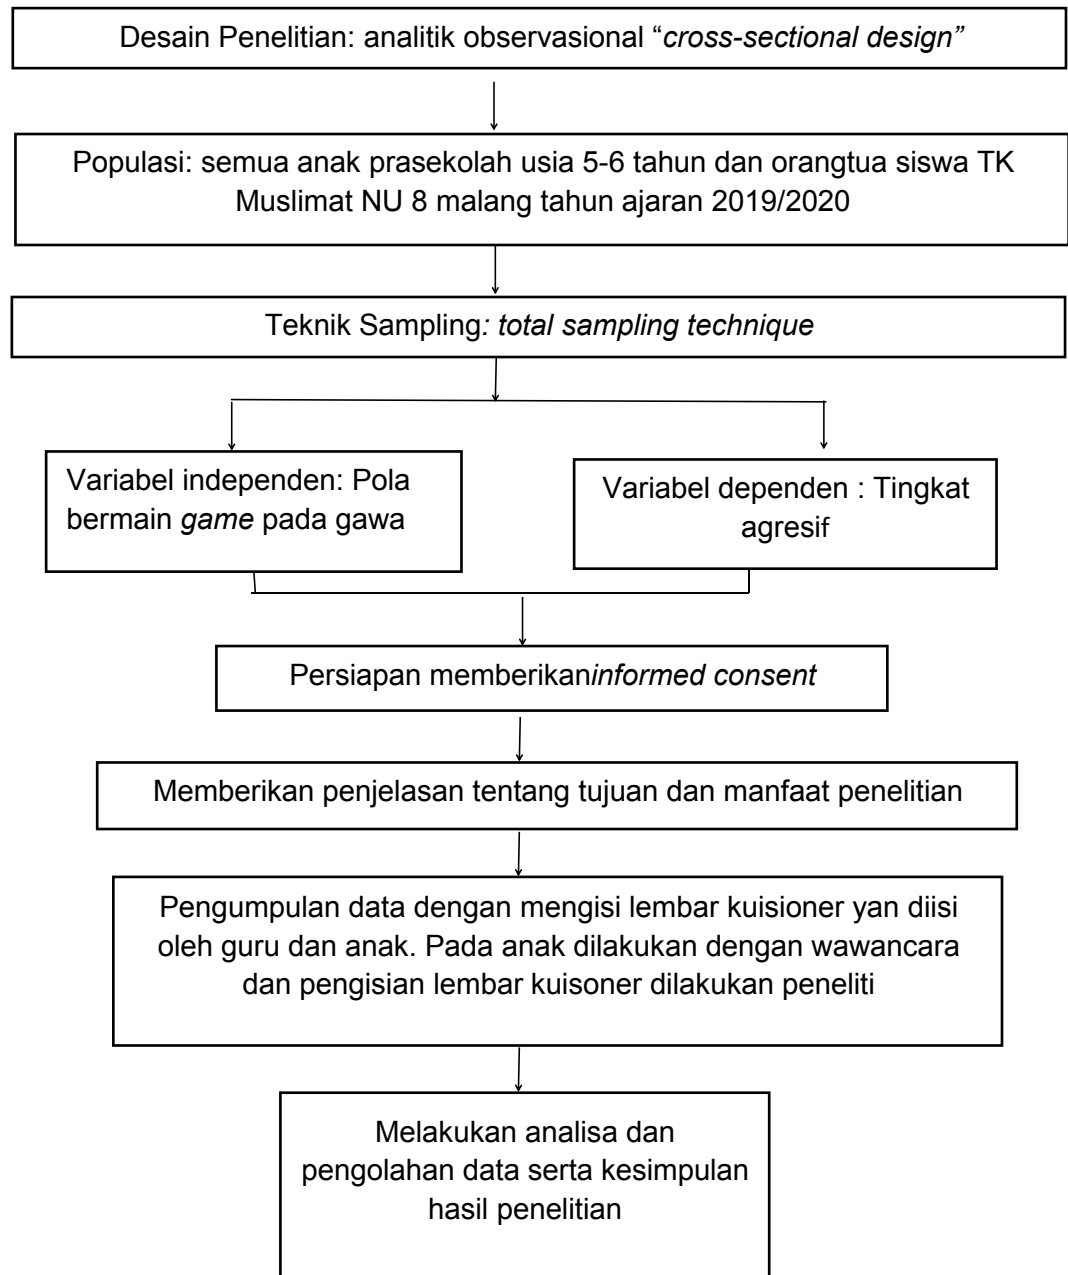 Desain Penelitian: analitik observasional “cross-sectional design”
Populasi: semua anak prasekolah usia 5-6 tahun dan orangtua siswa TK
Muslimat NU 8 malang tahun ajaran 2019/2020
Teknik Sampling: total sampling technique
Variabel independen: Pola
bermain game pada gawa
Variabel dependen : Tingkat
agresif
Persiapan memberikaninformed consent
Memberikan penjelasan tentang tujuan dan manfaat penelitian
Pengumpulan data dengan mengisi lembar kuisioner yan diisi
oleh guru dan anak. Pada anak dilakukan dengan wawancara
dan pengisian lembar kuisoner dilakukan peneliti
Melakukan analisa dan
pengolahan data serta kesimpulan
hasil penelitian